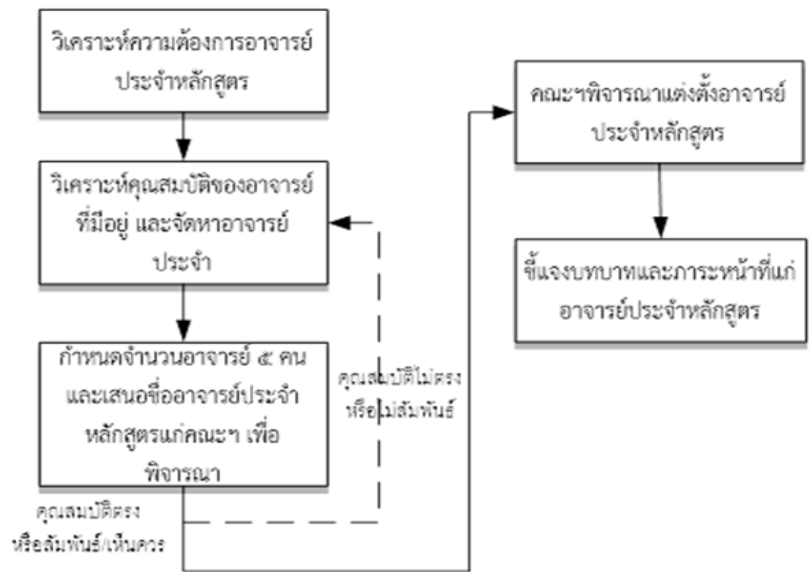 วิเคราะห์ความต้องการอาจารย์
ประจำหลักสูตร
วิเคราะห์คุณสมบัติของอาจารย์
ที่มีอยู่ และจัดหาอาจารย์
ประจำ
กำหนดจำนวนอาจารย์ ๕ คน
และเสนอชื่ออาจารย์ประจำ
หลักสูตรแก่คณะฯ เพื่อ
พิจารณา
คุณสมบัติไม่ตรง
หรือไม่สัมพันธ์
คุณสมบัติตรง
หรือสัมพันธ์/เห็นควร
คณะฯพิจารณาแต่งตั้งอาจารย์
ประจำหลักสูตร
ชี้แจงบทบาทและภาระหน้าที่แก่
อาจารย์ประจำหลักสูตร